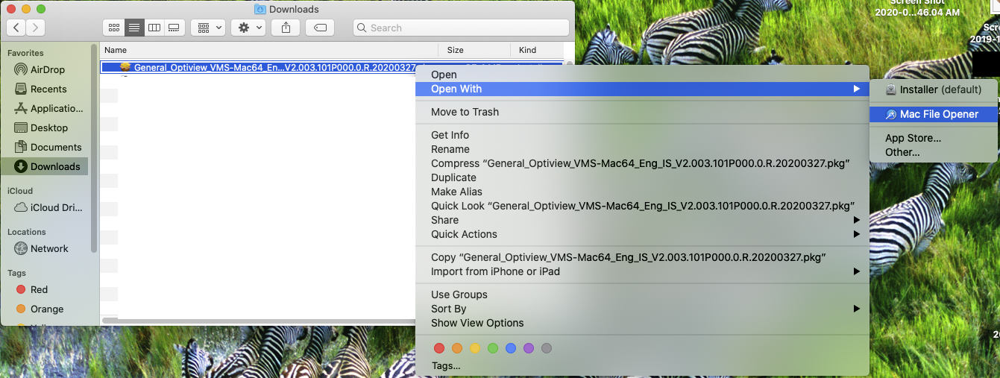 Downloads
Search
Favorites
AirDrop
Recents
Applicatio...
Desktop
Documents
Downloads
iCloud
iCloud Dri...
Locations
Network
Tags
Red
Orange
Name Size Kind
General_Optiview_VMS-Mac64_En...V2.003.101P000.0.R.20200327
Open
Open With
Move to Trash
Get Info
Rename
Compress “General_Optiview_VMS-Mac64_Eng_IS_V2.003.101P000.0.R.20200327.pkg”
Duplicate
Make Alias
Quick Look “General_Optiview_VMS-Mac64_Eng_IS_V2.003.101P000.0.R.20200327.pkg”
Share
Quick Actions
Copy “General_Optiview_VMS-Mac64_Eng_IS_V2.003.101P000.0.R.20200327.pkg”
Import from iPhone or iPad
Use Groups
Sort By
Show View Options
Tags...
Installer (default)
Mac File Opener
App Store...
Other...
Screen Shot
2020-0...46.04 AM
Scre
2019-1